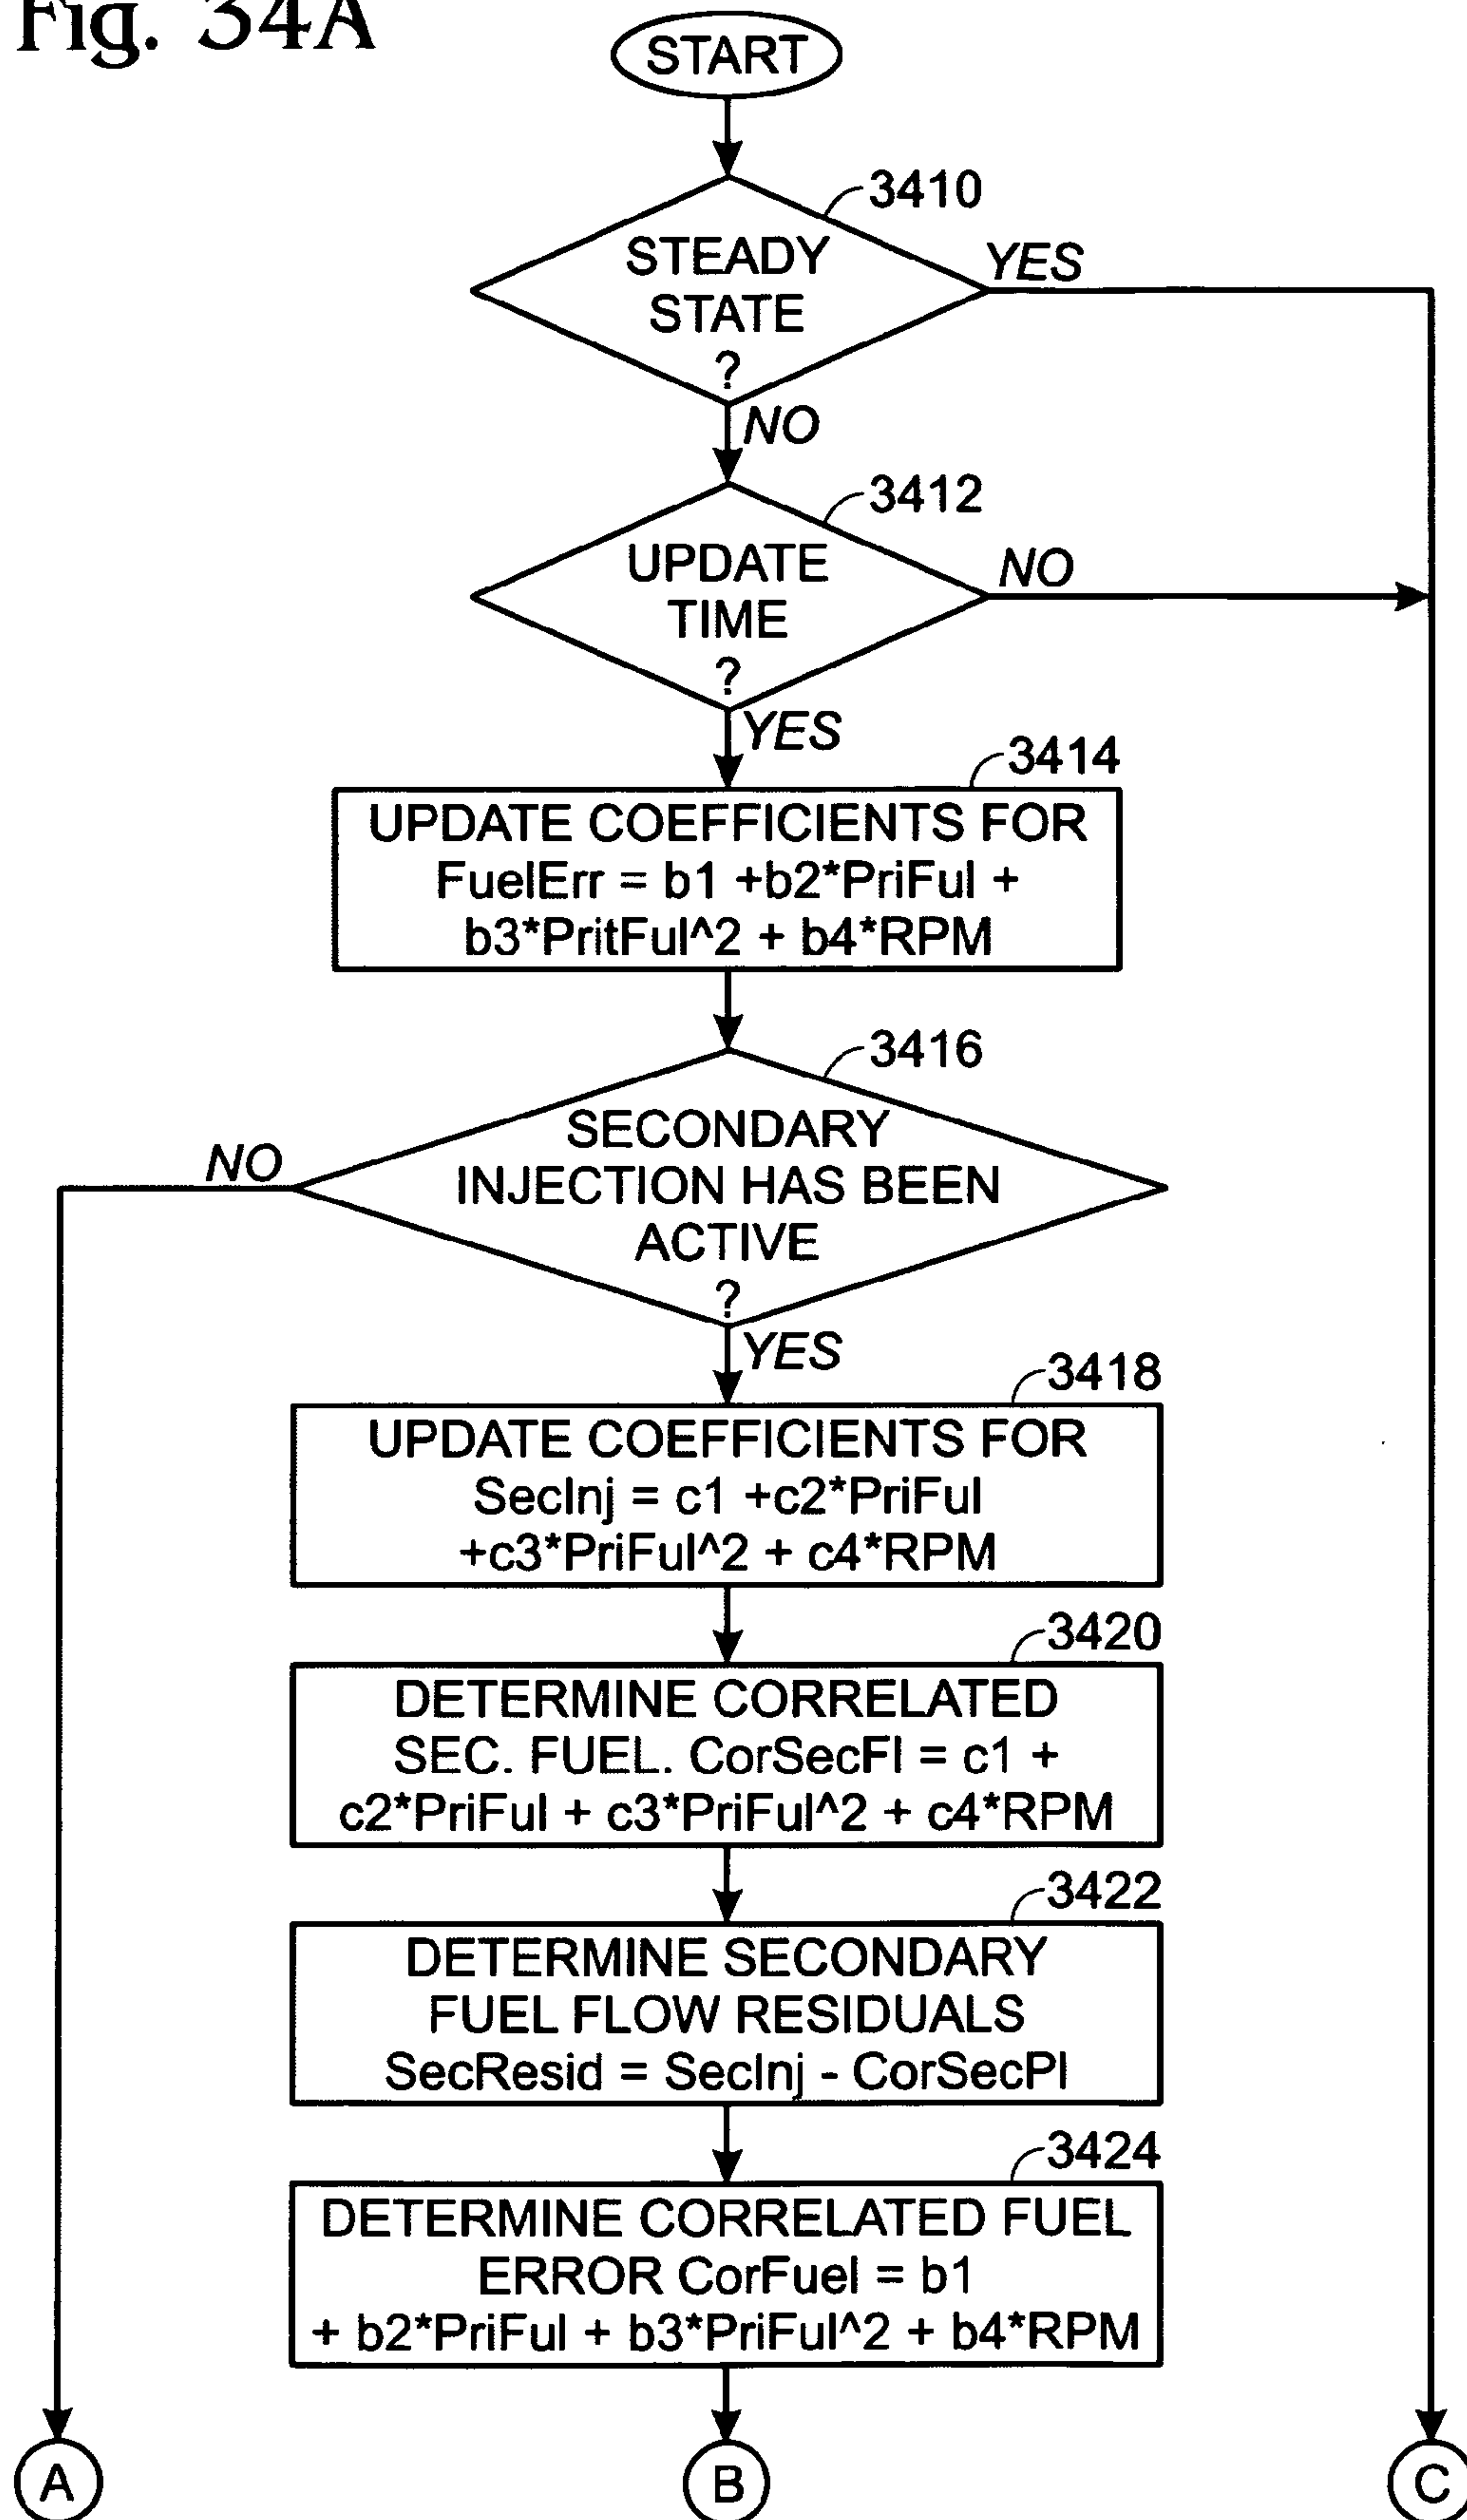 Fig. 34A
START
3410
STEADY
STATE
?
YES
NO
3412
UPDATE
TIME
?
NO
YES
3414
UPDATE COEFFICIENTS FOR
FuelErr = b1 +b2*PriFul +
b3*PritFul^2 + b4*RPM
3416
SECONDARY
INJECTION HAS BEEN
ACTIVE
?
NO
YES
3418
UPDATE COEFFICIENTS FOR
SecInj = c1 +c2*PriFul
+c3*PriFul^2 + c4*RPM
3420
DETERMINE CORRELATED
SEC. FUEL. CorSecFl = c1 +
c2*PriFul + c3*PriFul^2 + c4*RPM
3422
DETERMINE SECONDARY
FUEL FLOW RESIDUALS
SecResid = SecInj - CorSecPl
3424
DETERMINE CORRELATED FUEL
ERROR CorFuel = b1
+ b2*PriFul + b3*PriFul^2 + b4*RPM
A
B
C